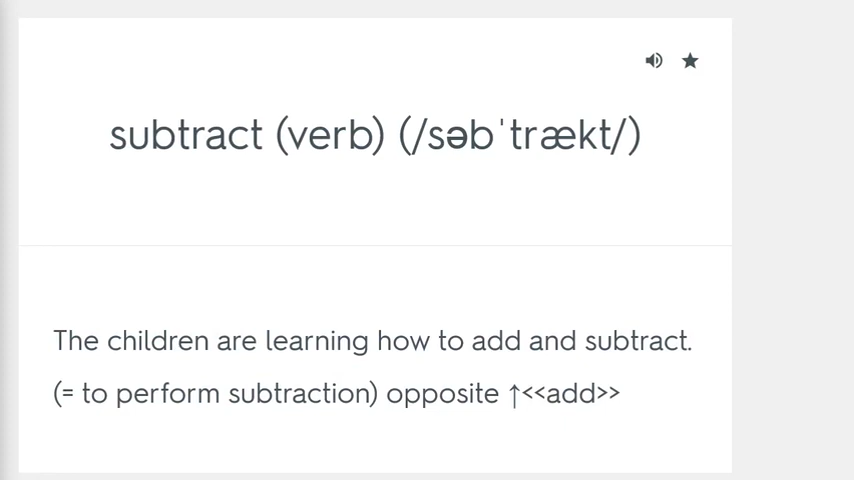 subtract (verb) (/səbˈtrækt/)
The children are learning how to add and subtract.
(= to perform subtraction) opposite ↑<<add>>